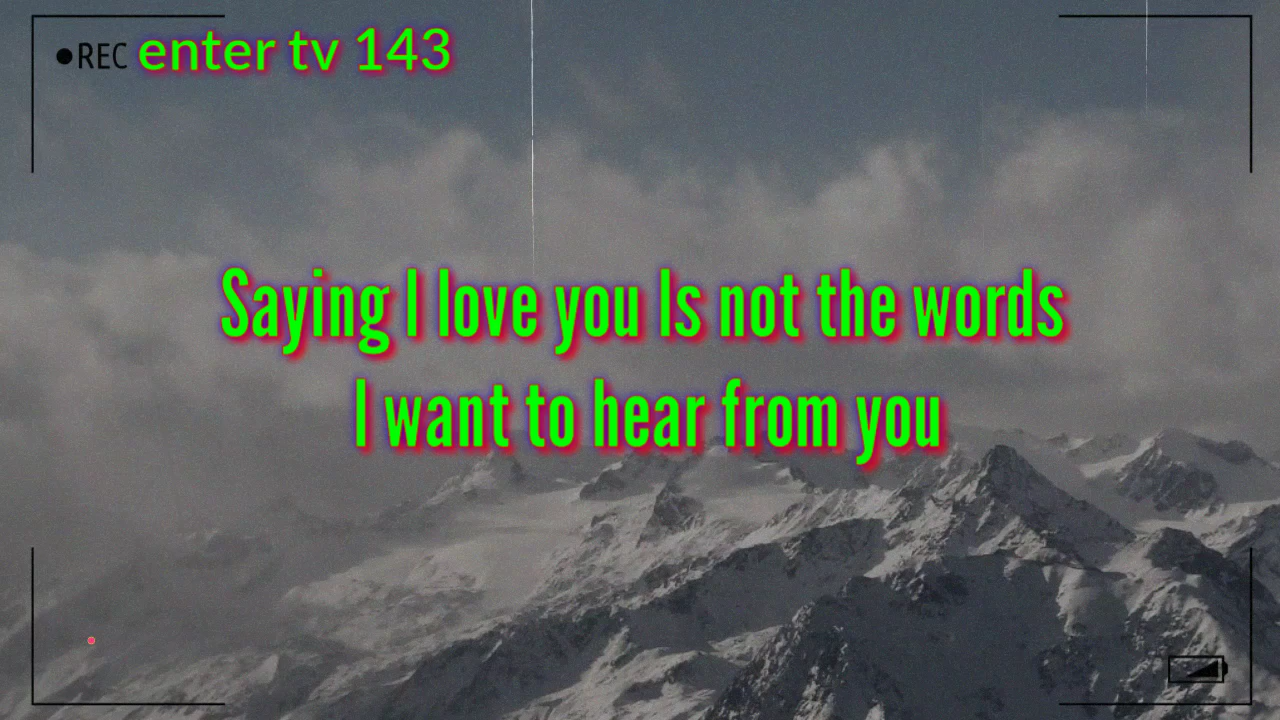 ●REC enter tv 143
Saying I love you Is not the words
I want to hear from you